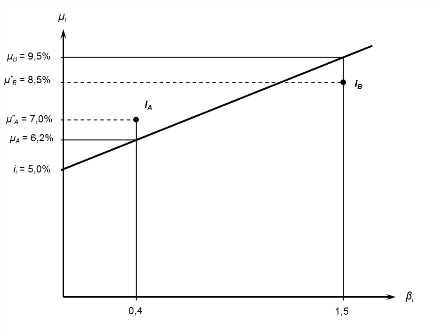 μi
μB = 9,5%
μ*B = 8,5%
IB
IA
μ*A = 7,0%
μA = 6,2%
ir = 5,0%
βi
0,4
1,5